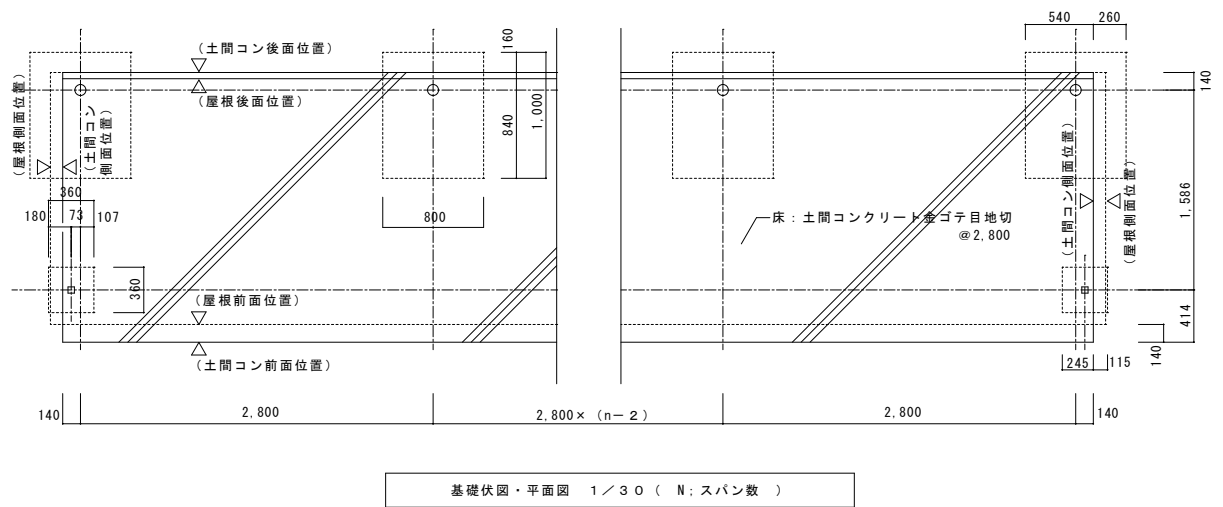 540
260
(土間コン後面位置)
160
(屋根後面位置)
(屋根側面位置)
(土間コン
側面位置)
840
1,000
140
360
180
73
107
800
床:土間コンクリート金ゴテ目地切
@2,800
(土間コン側面位置)
(屋根側面位置)
1,586
360
(屋根前面位置)
(土間コン前面位置)
414
140
245
115
140
2,800
2,800×(n-2)
2,800
140
基礎伏図・平面図 1/30( N;スパン数 )